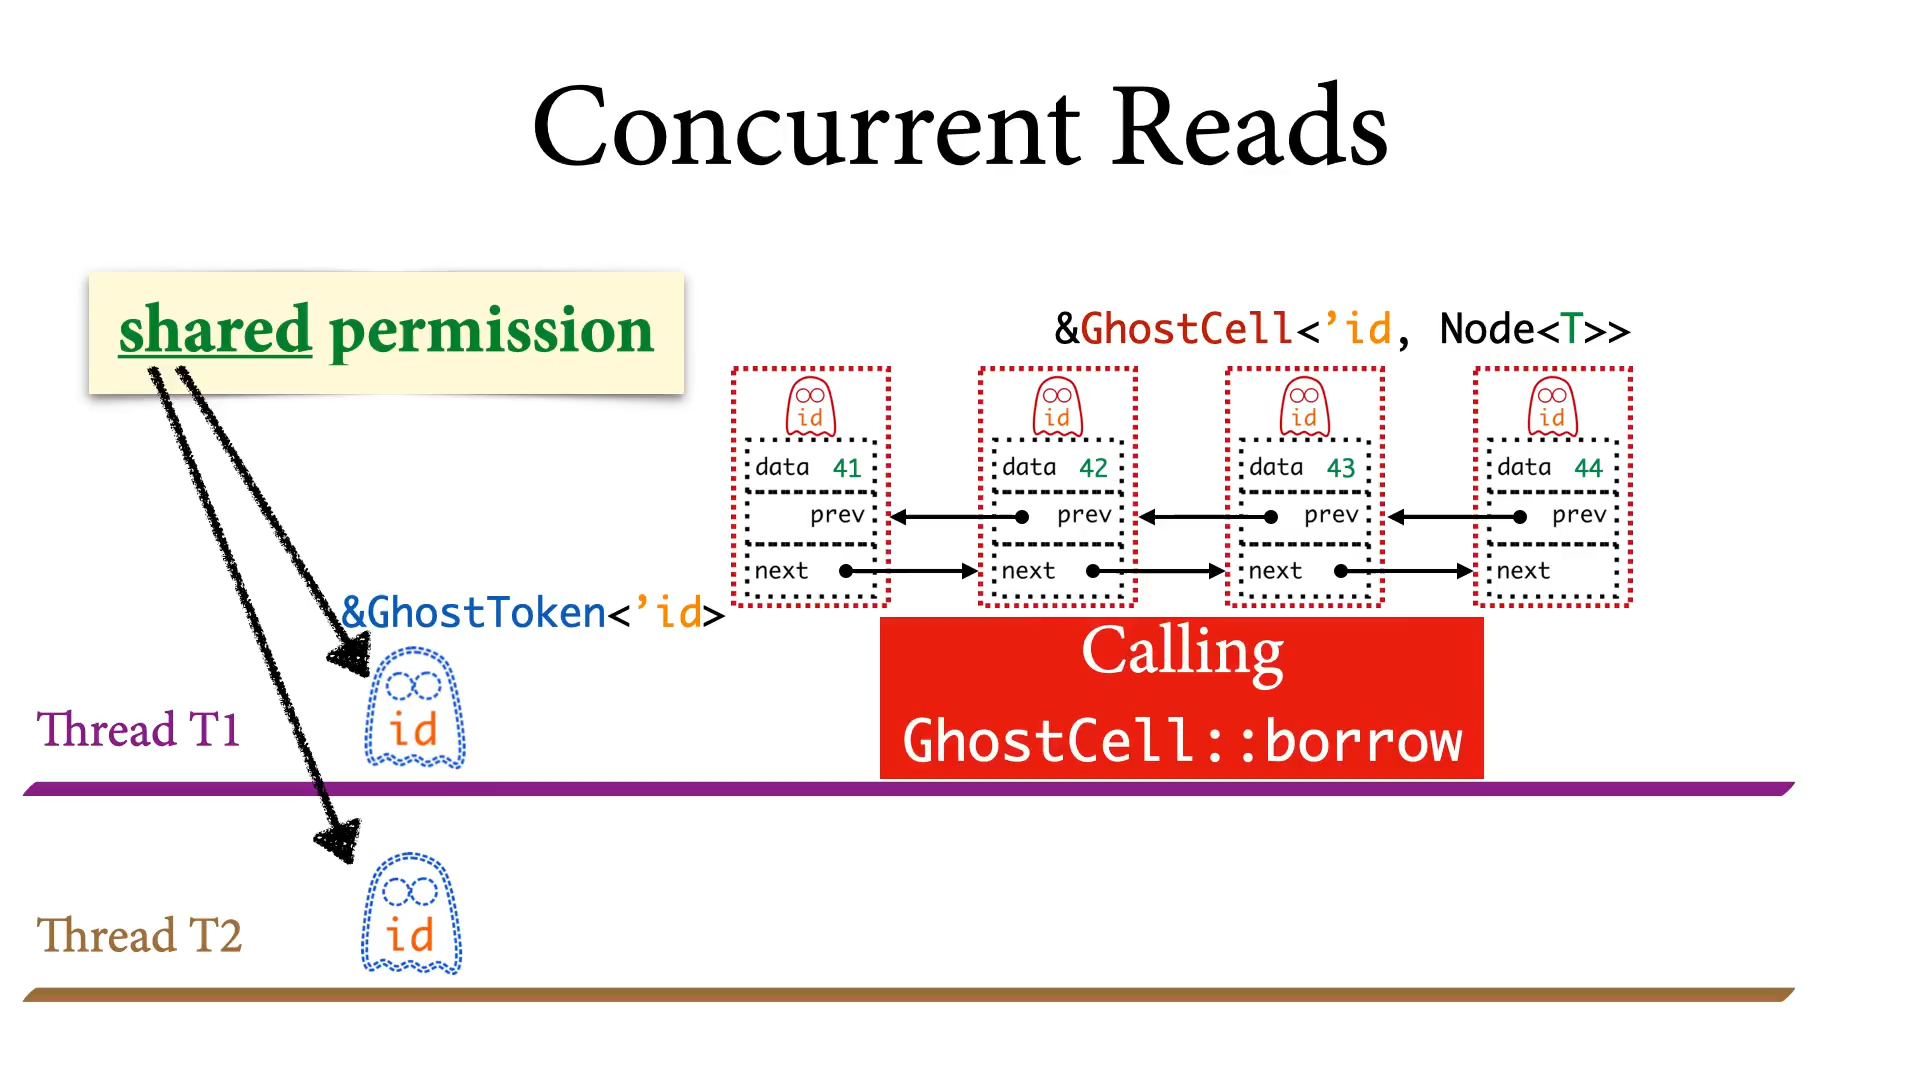 Concurrent Reads
shared permission
&GhostCell<’id, Node<T>>
id id id id
data 41 data 42 data 43 data 44
prev prev prev prev
next next next next
&GhostToken<’id>
Calling
GhostCell::borrow
Thread T1
id
Thread T2
id